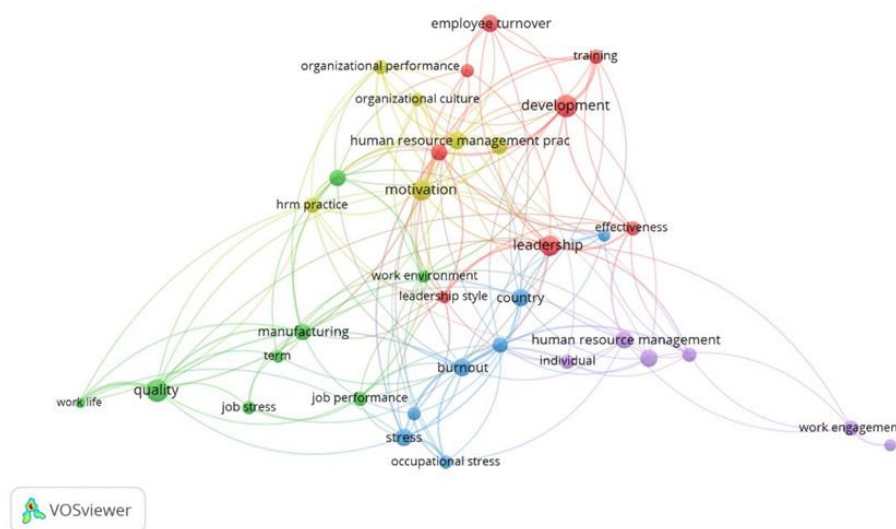 employee turnover
training
organizational performance
organizational culture
development
human resource management prac
motivation
hrm practice
effectiveness
leadership
work environment
leadership style
country
manufacturing
human resource management
term
individual
burnout
quality
work life
job stress
job performance
work engagemen
stress
occupational stress
VOSviewer